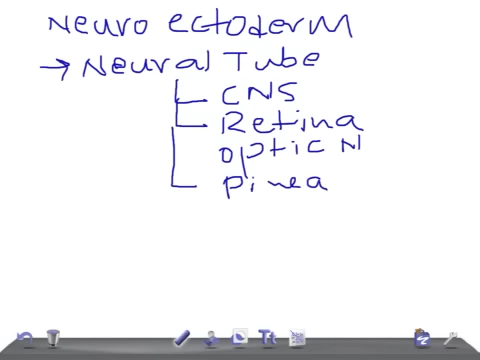 Neuro Ectoderm
→ Neural Tube
CNS
Retina
Optic N
Pinea